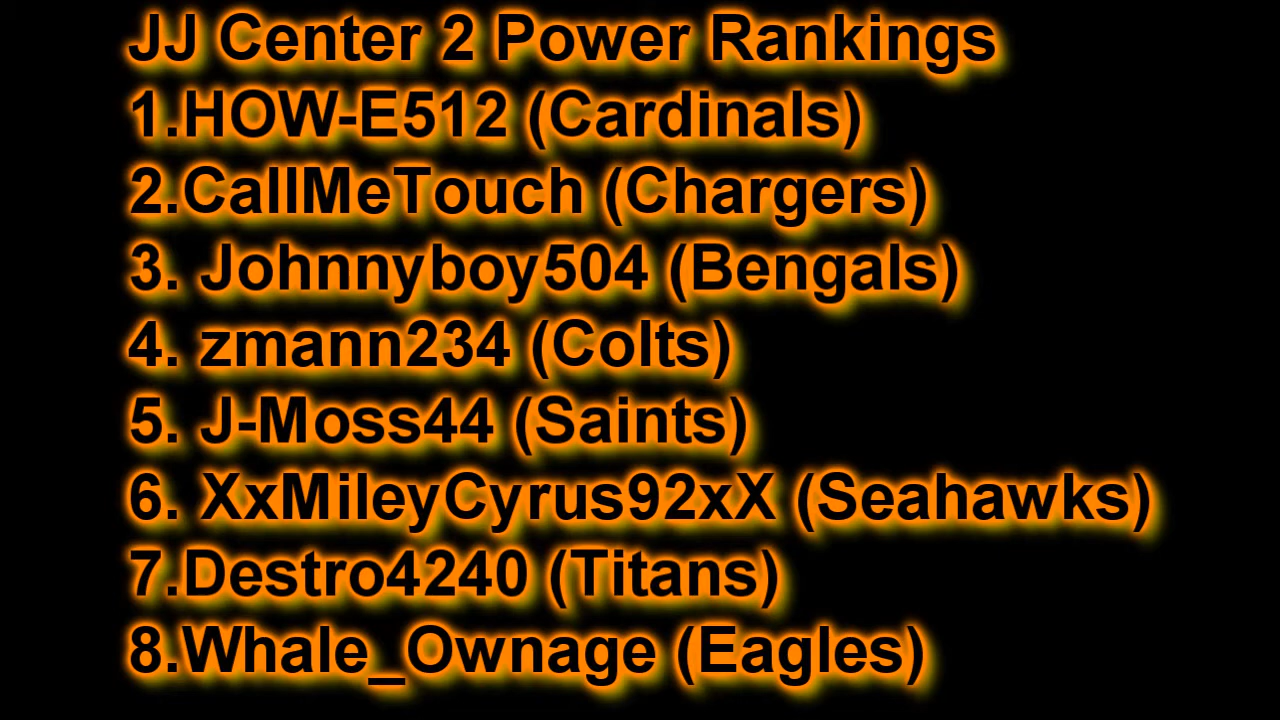 JJ Center 2 Power Rankings
1.HOW-E512 (Cardinals)
2.CallMeTouch (Chargers)
3. Johnnyboy504 (Bengals)
4. zmann234 (Colts)
5. J-Moss44 (Saints)
6. XxMileyCyrus92xX (Seahawks)
7.Destro4240 (Titans)
8.Whale_Ownage (Eagles)